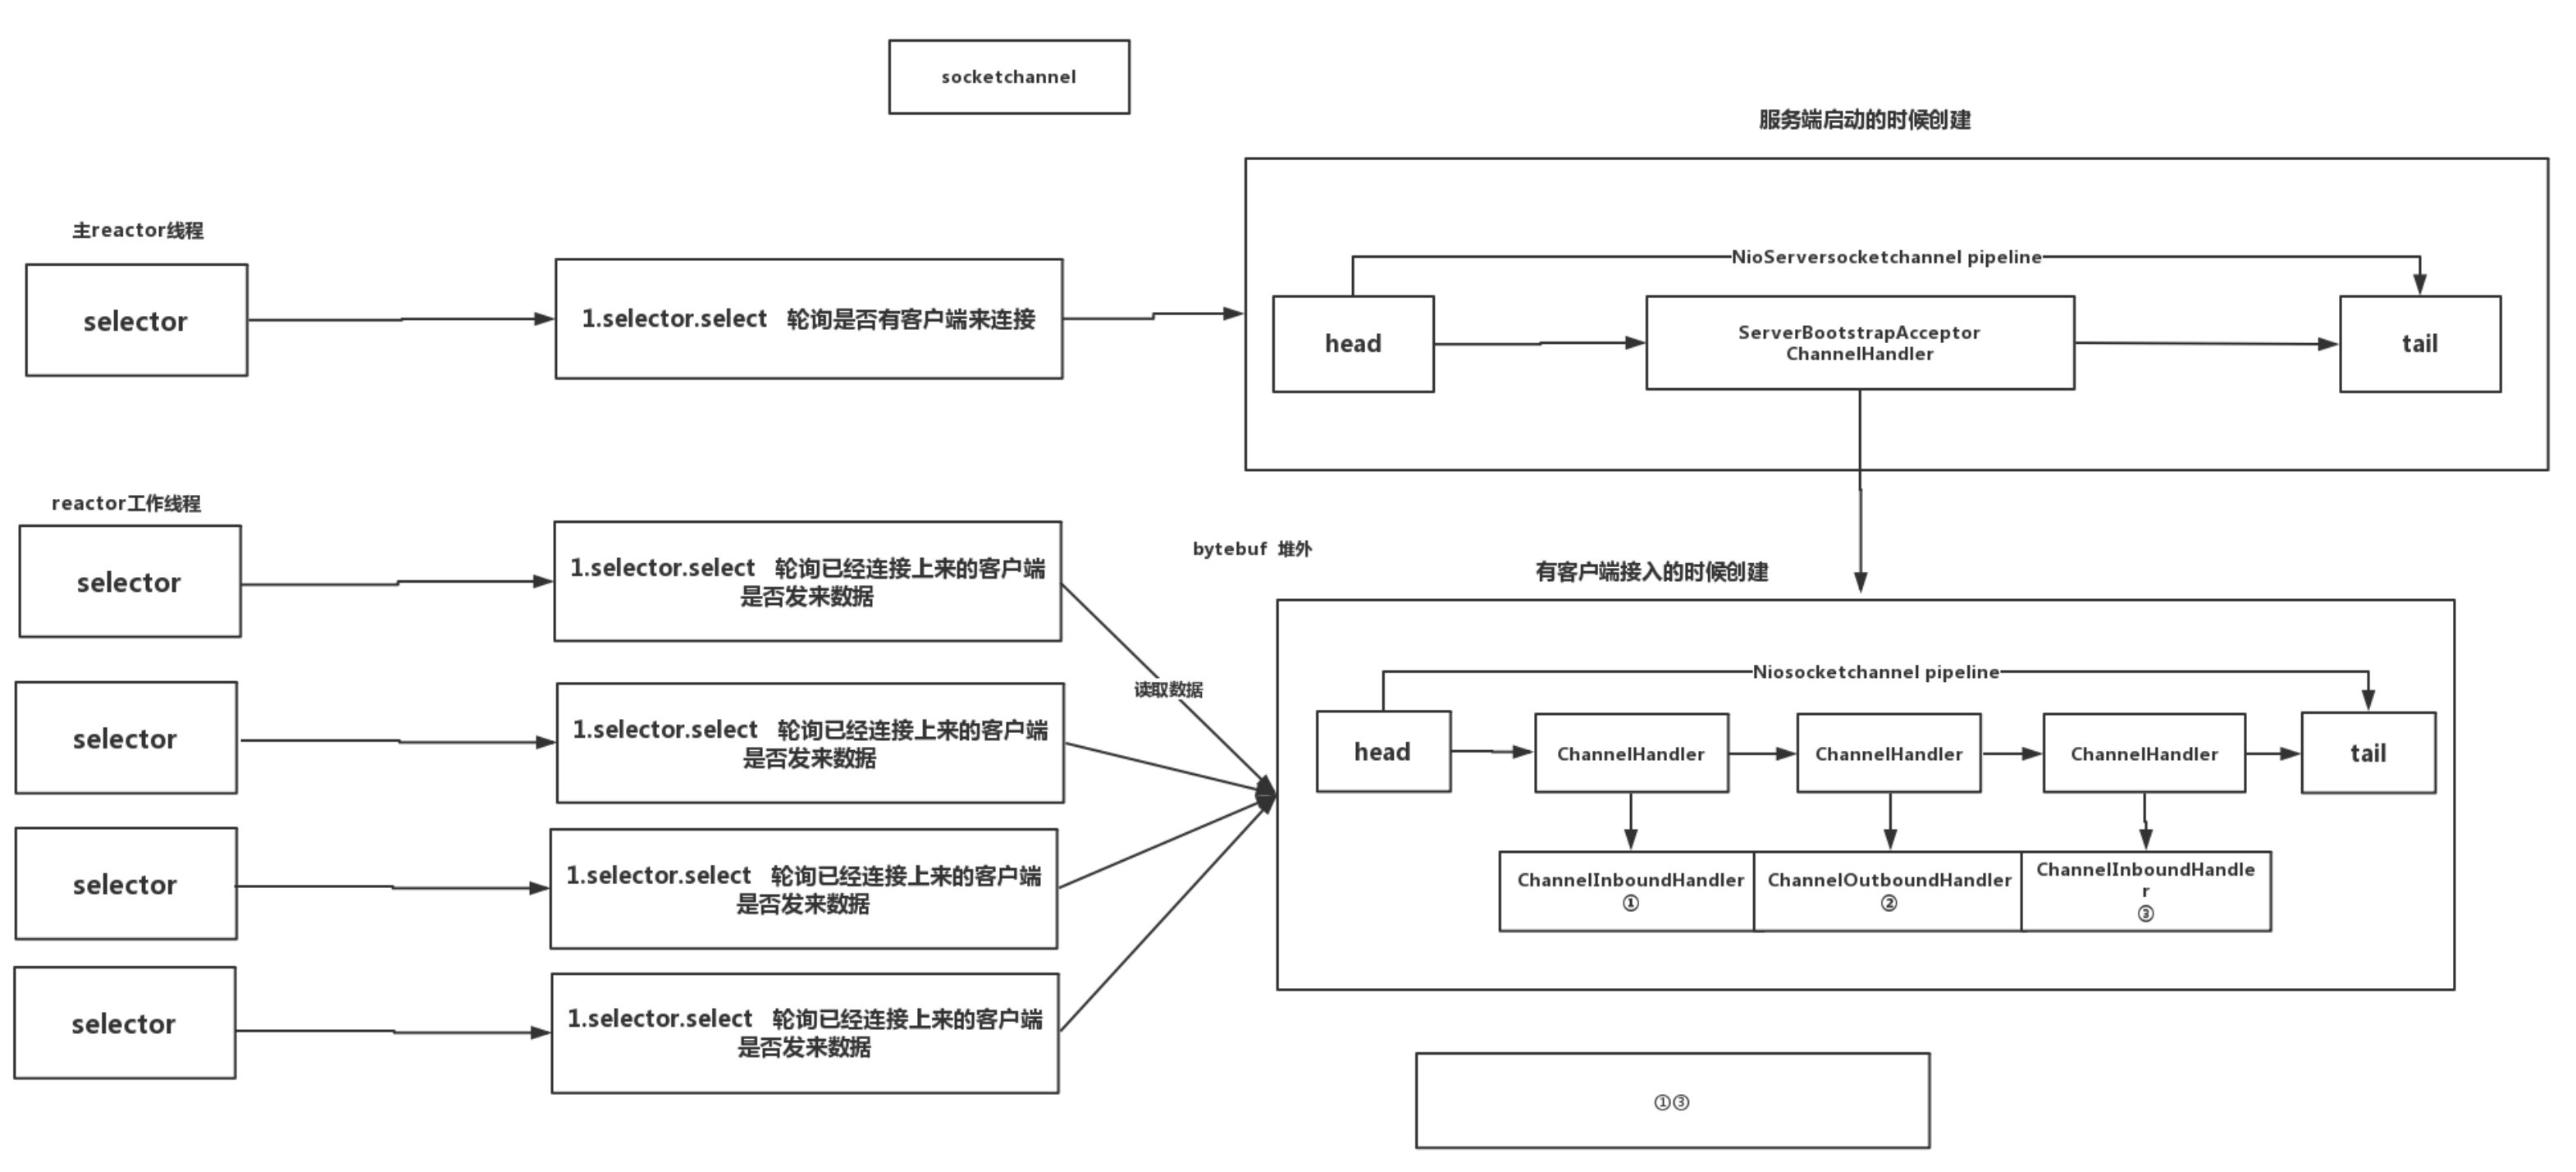 socketchannel
服务端启动的时候创建
主reactor线程
selector
1.selector.select 轮询是否有客户端来连接
NioServersocketchannel pipeline
head
ServerBootstrapAcceptor
ChannelHandler
tail
reactor工作线程
selector
1.selector.select 轮询已经连接上来的客户端
是否发来数据
bytebuf 堆外
有客户端接入的时候创建
读取数据
selector
1.selector.select 轮询已经连接上来的客户端
是否发来数据
Niosocketchannel pipeline
head
ChannelHandler
ChannelHandler
ChannelHandler
tail
selector
1.selector.select 轮询已经连接上来的客户端
是否发来数据
ChannelInboundHandler
①
ChannelOutboundHandler
②
ChannelInboundHandle
r
③
selector
1.selector.select 轮询已经连接上来的客户端
是否发来数据
①③